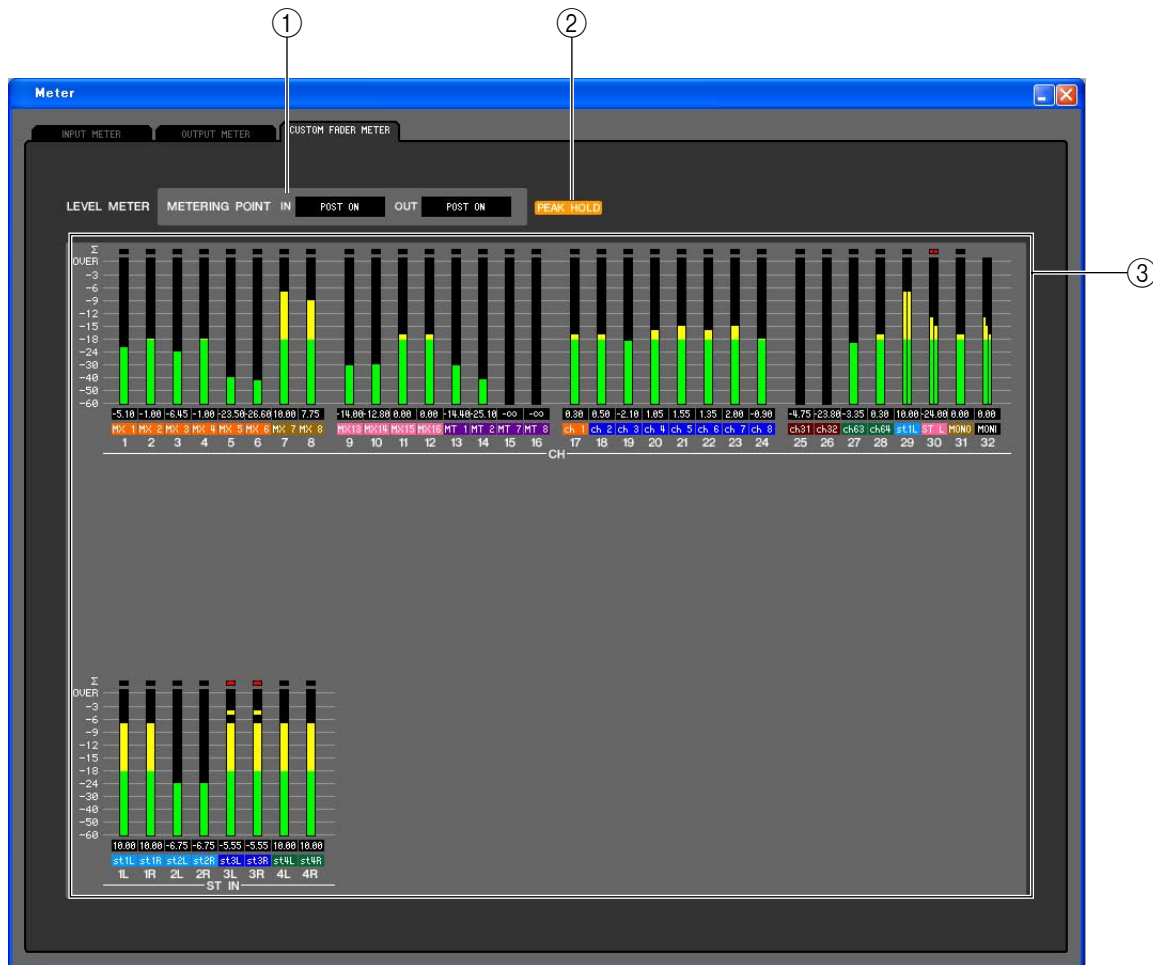 1
2
Meter
INPUT METER OUTPUT METER CUSTOM FADER METER
LEVEL METER METERING POINT IN POST ON OUT POST ON PEAK HOLD
3
Σ
OVER
-3
-6
-9
-12
-15
-18
-24
-30
-40
-50
-60
-5.10 -1.00 -6.45 -1.00 -23.50 -26.60 10.00 7.75 -14.00 -12.80 0.00 0.00 -14.40 -25.10 -∞ -∞ 0.30 0.50 -2.10 1.05 1.55 1.35 2.00 -0.90 -4.75 -23.80 -3.35 0.30 10.00 -24.00 0.00 0.00
MX 1 MX 2 MX 3 MX 4 MX 5 MX 6 MX 7 MX 8 MX13 MX14 MX15 MX16 MT 1 MT 2 MT 7 MT 8 ch 1 ch 2 ch 3 ch 4 ch 5 ch 6 ch 7 ch 8 ch31 ch32 ch63 ch64 st1L ST L MONO MONI
1 2 3 4 5 6 7 8 9 10 11 12 13 14 15 16 17 18 19 20 21 22 23 24 25 26 27 28 29 30 31 32
CH
Σ
OVER
-3
-6
-9
-12
-15
-18
-24
-30
-40
-50
-60
10.00 10.00 -6.75 -6.75 -5.55 -5.55 10.00 10.00
st1L st1R st2L st2R st3L st3R st4L st4R
1L 1R 2L 2R 3L 3R 4L 4R
ST IN